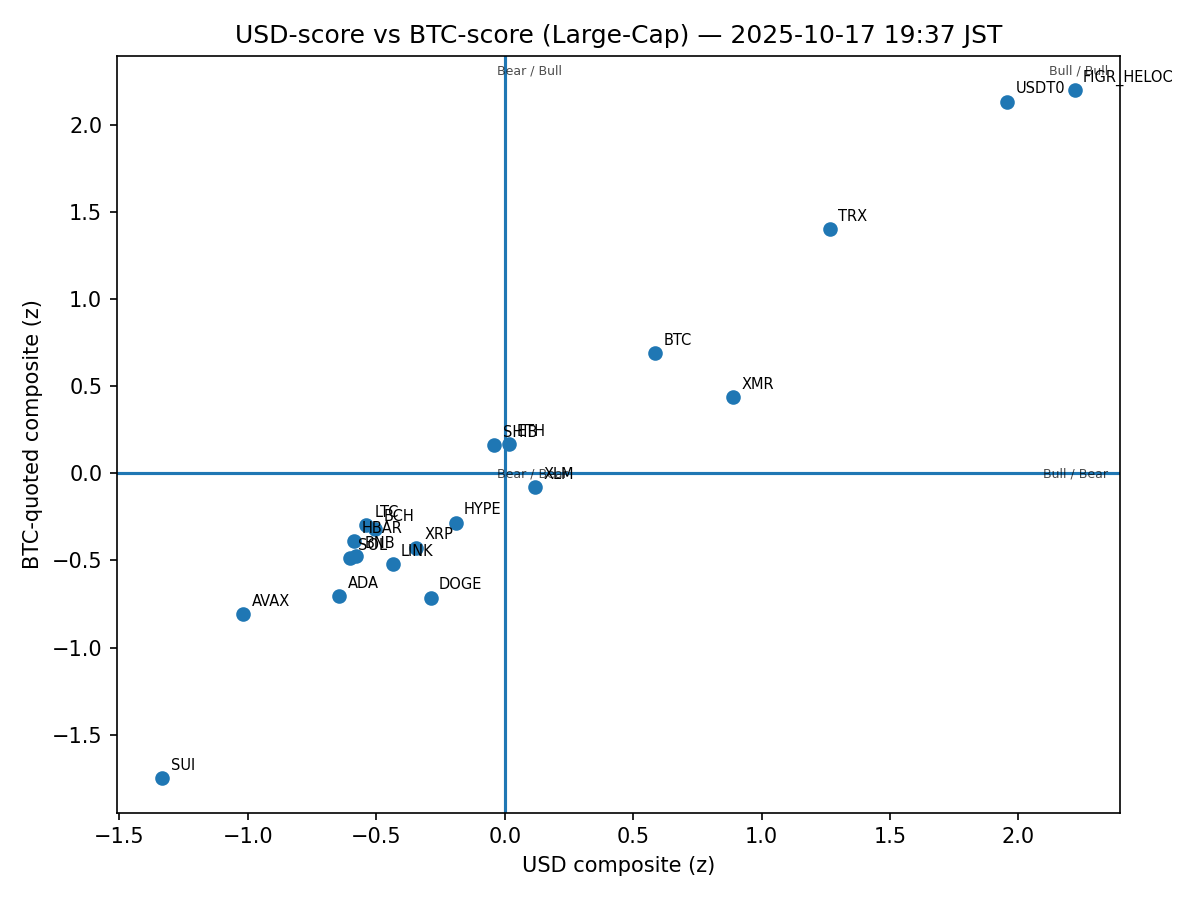 USD-score vs BTC-score (Large-Cap) — 2025-10-17 19:37 JST
Bear / Bull
Bull / Bull
FIGR_HELOC
USDT0
TRX
BTC
XMR
SHIB
ETH
Bear / Bear
XLM
Bull / Bear
HYPE
LTC
BCH
HBAR
XRP
BNB
SOL
LINK
ADA
DOGE
AVAX
SUI
2.0
1.5
1.0
0.5
0.0
−0.5
−1.0
−1.5
BTC-quoted composite (z)
−1.5
−1.0
−0.5
0.0
0.5
1.0
1.5
2.0
USD composite (z)